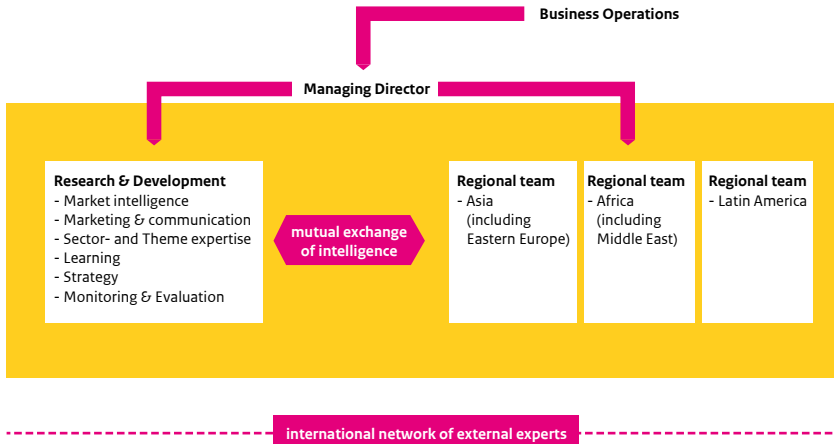 Business Operations
Managing Director
Research & Development
- Market intelligence
- Marketing & communication
- Sector- and Theme expertise
- Learning
- Strategy
- Monitoring & Evaluation
mutual exchange
of intelligence
Regional team
- Asia
(including
Eastern Europe)
Regional team
- Africa
(including
Middle East)
Regional team
- Latin America
international network of external experts